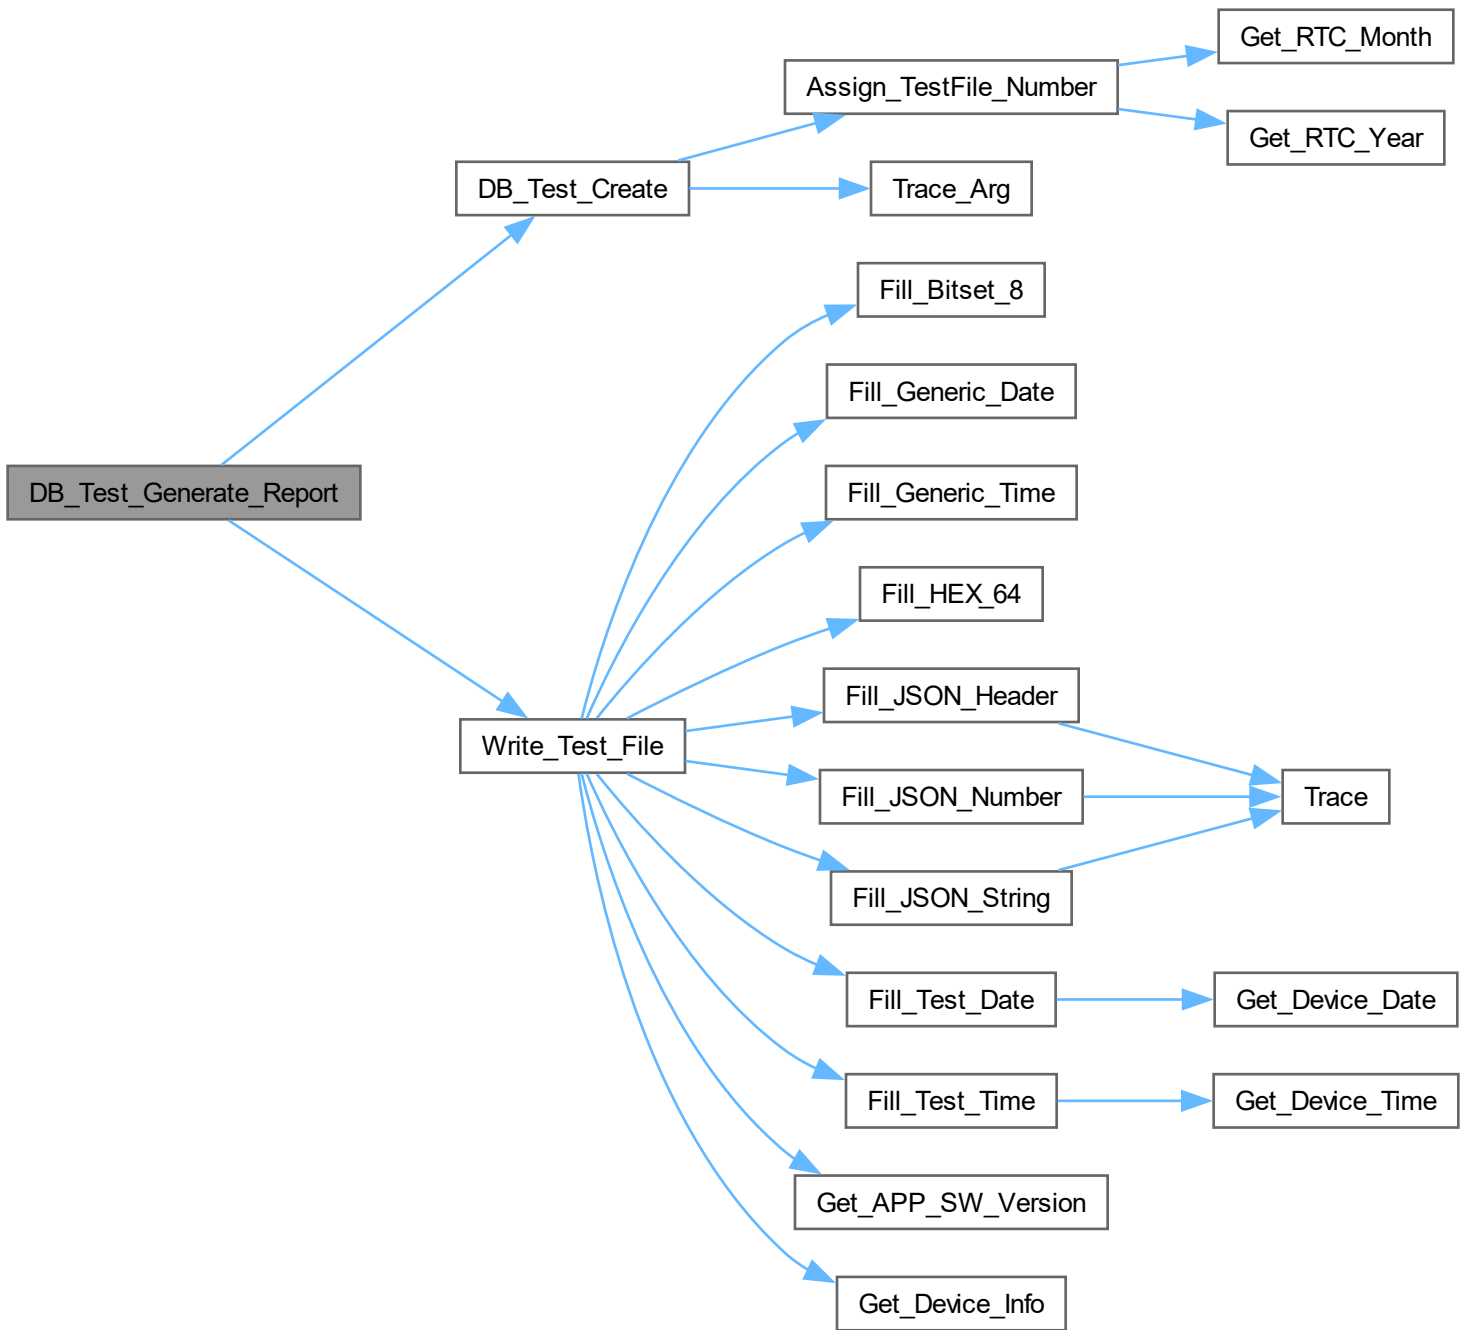 Get_RTC_Month
Assign_TestFile_Number
Get_RTC_Year
DB_Test_Create
Trace_Arg
Fill_Bitset_8
Fill_Generic_Date
DB_Test_Generate_Report
Fill_Generic_Time
Fill_HEX_64
Fill_JSON_Header
Write_Test_File
Fill_JSON_Number
Trace
Fill_JSON_String
Fill_Test_Date
Get_Device_Date
Fill_Test_Time
Get_Device_Time
Get_APP_SW_Version
Get_Device_Info